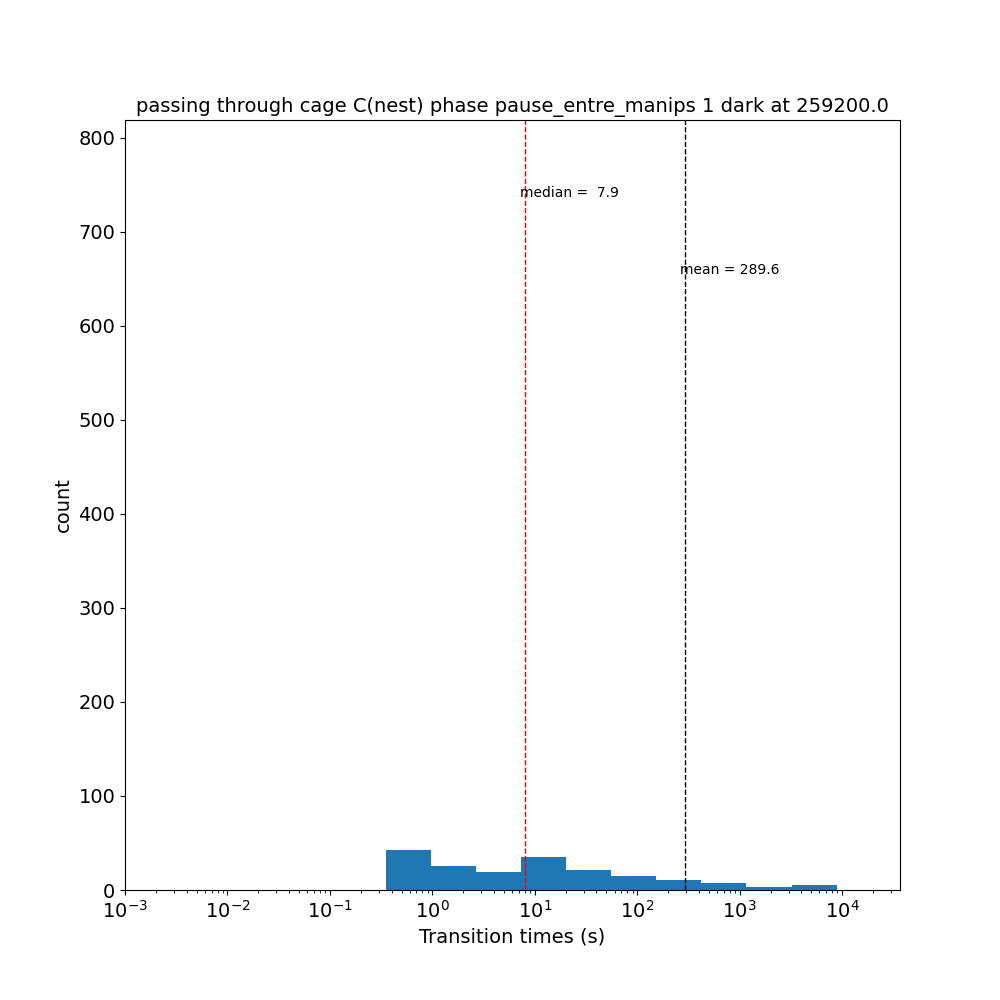 passing through cage C(nest) phase pause_entre_manips 1 dark at 259200.0
800
median =  7.9
700
mean = 289.6
600
500
400
count
300
200
100
0
10⁻³ 10⁻² 10⁻¹ 10⁰ 10¹ 10² 10³ 10⁴
Transition times (s)